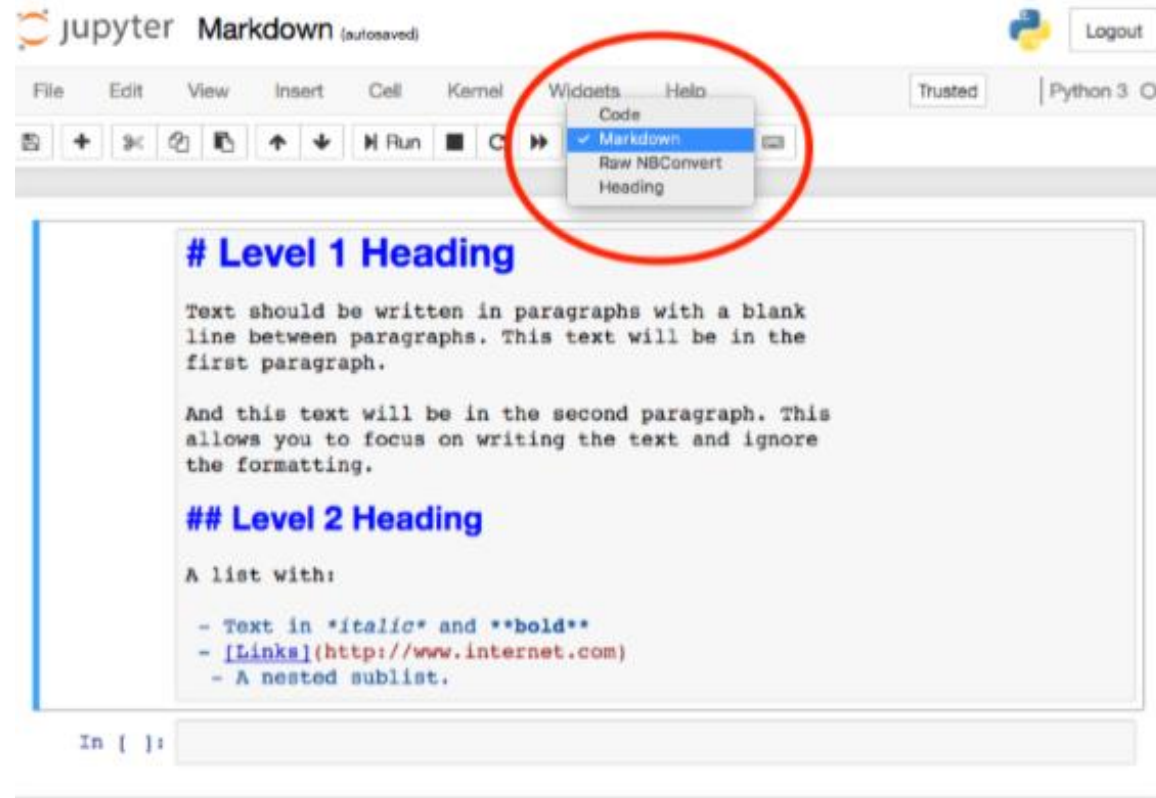 jupyter Markdown (autosaved)
Logout
File Edit View Insert Cell Kernel Widgets Help
Trusted
Python 3
Code
Run
Markdown
Raw NBConvert
Heading
# Level 1 Heading
Text should be written in paragraphs with a blank
line between paragraphs. This text will be in the
first paragraph.
And this text will be in the second paragraph. This
allows you to focus on writing the text and ignore
the formatting.
## Level 2 Heading
A list with:
- Text in *italic* and **bold**
- [Links](http://www.internet.com)
- A nested sublist.
In [ ]: